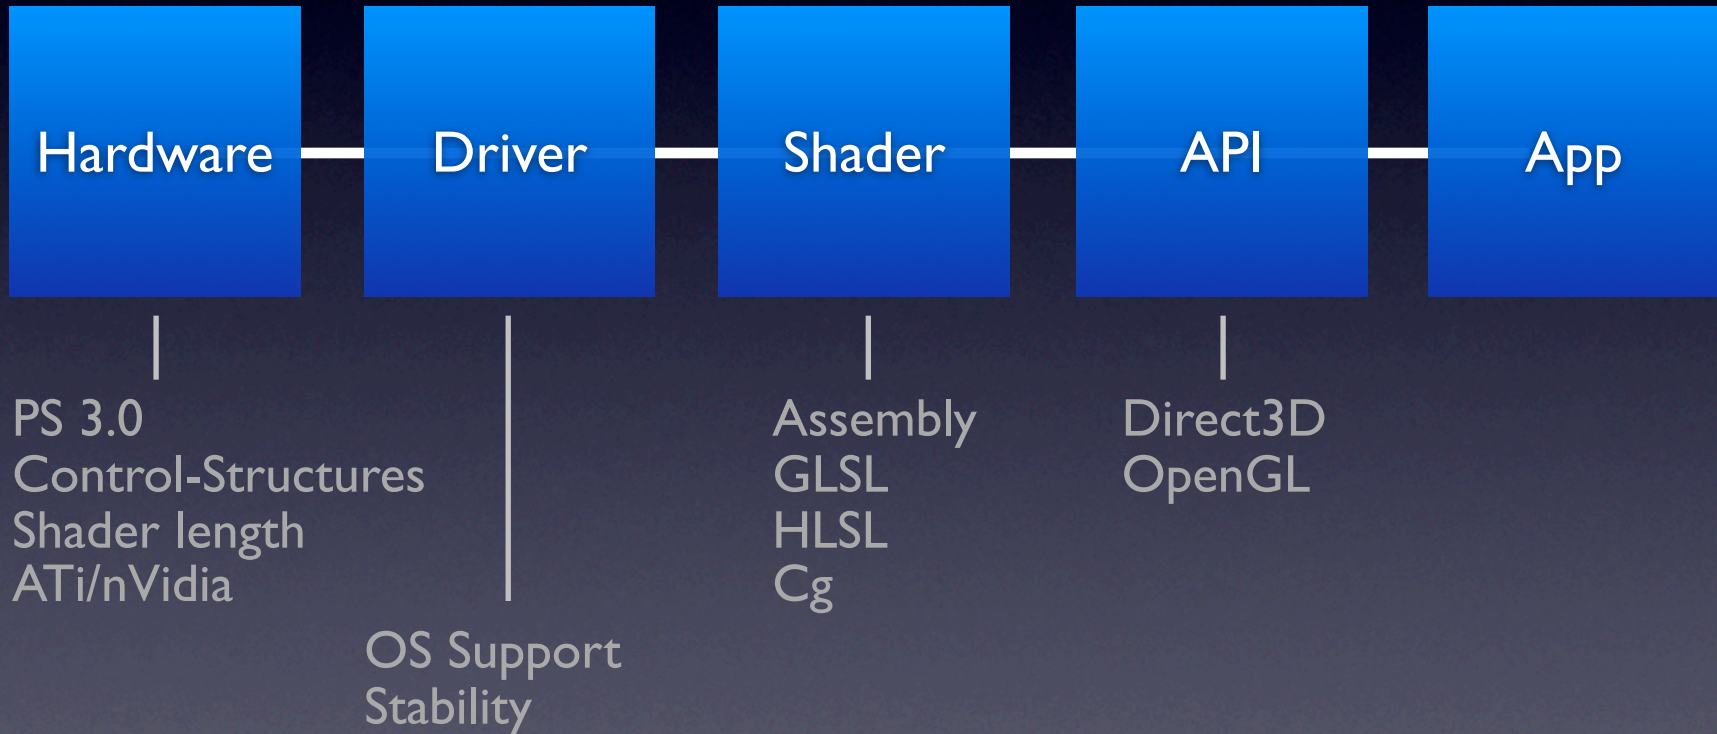 Hardware
Driver
Shader
API
App
PS 3.0
Control-Structures
Shader length
ATi/nVidia
OS Support
Stability
Assembly
GLSL
HLSL
Cg
Direct3D
OpenGL